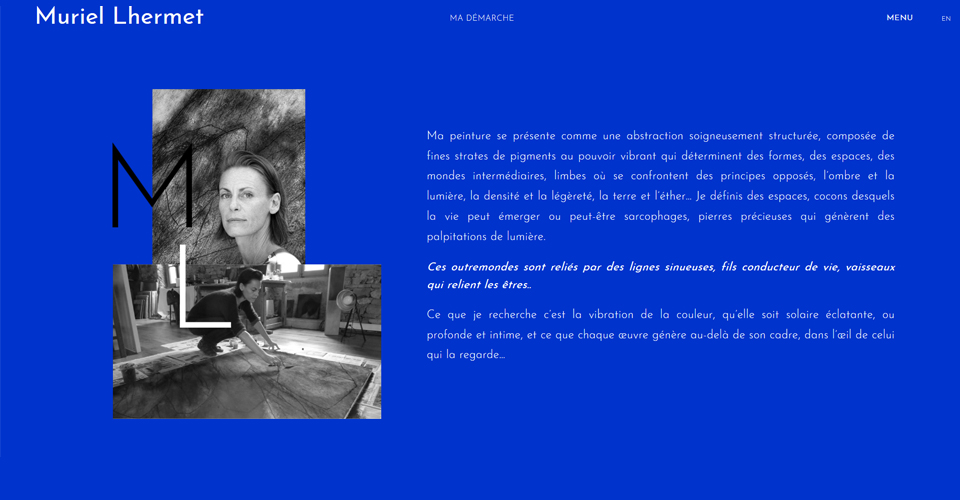 Muriel Lhermet
MA DÉMARCHE
MENU
EN
M
L
Ma peinture se présente comme une abstraction soigneusement structurée, composée de
fines strates de pigments au pouvoir vibrant qui déterminent des formes, des espaces, des
mondes intermédiaires, limbes où se confrontent des principes opposés, l'ombre et la
lumière, la densité et la légèreté, la terre et l'éther... Je définis des espaces, cocons desquels
la vie peut émerger ou peut-être sarcophages, pierres précieuses qui génèrent des
palpitations de lumière.
Ces outremondes sont reliés par des lignes sinueuses, fils conducteur de vie, vaisseaux
qui relient les êtres..
Ce que je recherche c'est la vibration de la couleur, qu'elle soit solaire éclatante, ou
profonde et intime, et ce que chaque œuvre génère au-delà de son cadre, dans l'œil de celui
qui la regarde...